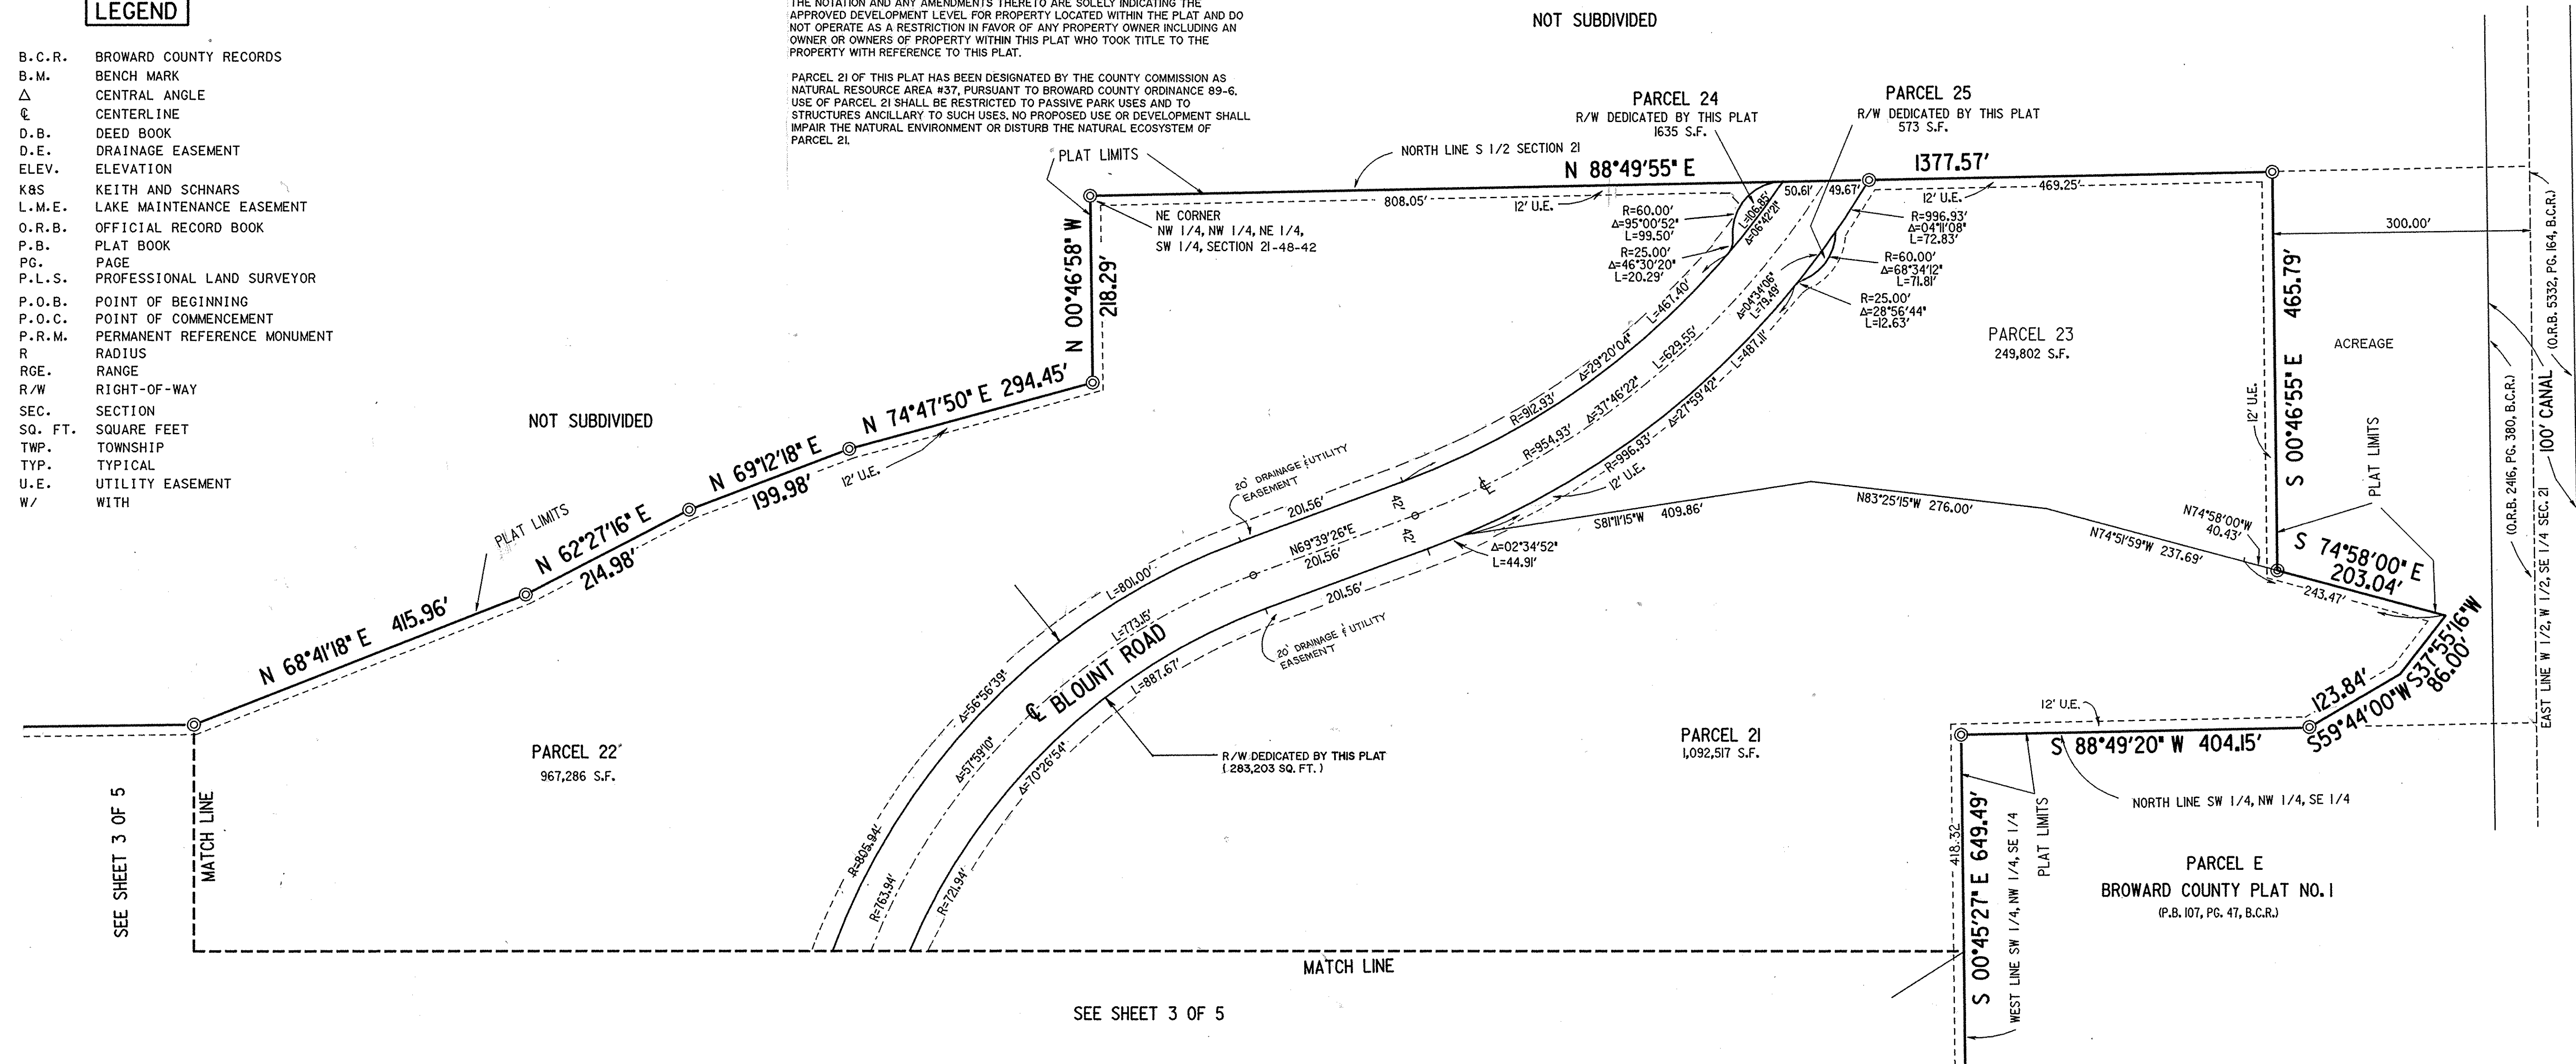 LEGEND
B.C.R. BROWARD COUNTY RECORDS
B.M. BENCH MARK
△ CENTRAL ANGLE
℄ CENTERLINE
D.B. DEED BOOK
D.E. DRAINAGE EASEMENT
ELEV. ELEVATION
K&S KEITH AND SCHNARS
L.M.E. LAKE MAINTENANCE EASEMENT
O.R.B. OFFICIAL RECORD BOOK
P.B. PLAT BOOK
PG. PAGE
P.L.S. PROFESSIONAL LAND SURVEYOR
P.O.B. POINT OF BEGINNING
P.O.C. POINT OF COMMENCEMENT
P.R.M. PERMANENT REFERENCE MONUMENT
R RADIUS
RGE. RANGE
R/W RIGHT-OF-WAY
SEC. SECTION
SQ. FT. SQUARE FEET
TWP. TOWNSHIP
TYP. TYPICAL
U.E. UTILITY EASEMENT
W/ WITH
THE NOTATION AND ANY AMENDMENTS THERETO ARE SOLELY INDICATING THE
APPROVED DEVELOPMENT LEVEL FOR PROPERTY LOCATED WITHIN THE PLAT AND DO
NOT OPERATE AS A RESTRICTION IN FAVOR OF ANY PROPERTY OWNER INCLUDING AN
OWNER OR OWNERS OF PROPERTY WITHIN THIS PLAT WHO TOOK TITLE TO THE
PROPERTY WITH REFERENCE TO THIS PLAT.
PARCEL 21 OF THIS PLAT HAS BEEN DESIGNATED BY THE COUNTY COMMISSION AS
NATURAL RESOURCE AREA #37, PURSUANT TO BROWARD COUNTY ORDINANCE 89-6.
USE OF PARCEL 21 SHALL BE RESTRICTED TO PASSIVE PARK USES AND TO
STRUCTURES ANCILLARY TO SUCH USES. NO PROPOSED USE OR DEVELOPMENT SHALL
IMPAIR THE NATURAL ENVIRONMENT OR DISTURB THE NATURAL ECOSYSTEM OF
PARCEL 21.
NOT SUBDIVIDED
PARCEL 24
R/W DEDICATED BY THIS PLAT
1635 S.F.
PARCEL 25
R/W DEDICATED BY THIS PLAT
573 S.F.
PLAT LIMITS
NORTH LINE S 1/2 SECTION 21
N 88°49'55" E
1377.57'
808.05'
12' U.E.
50.61'
49.67'
12' U.E.
469.25'
NE CORNER
NW 1/4, NW 1/4, NE 1/4,
SW 1/4, SECTION 21-48-42
N 00°46'58" W
218.29'
R=60.00'
Δ=95°00'52"
L=99.50'
R=25.00'
Δ=46°30'20"
L=20.29'
L=106.85'
Δ=06°42'21"
R=996.93'
Δ=04°11'08"
L=72.83'
R=60.00'
Δ=68°34'12"
L=71.81'
R=25.00'
Δ=28°56'44"
L=12.63'
Δ=04°34'06"
L=79.49'
L=467.40'
Δ=29°20'04"
R=912.93'
L=629.55'
Δ=37°46'22"
R=954.93'
L=487.11'
Δ=27°59'42"
R=996.93'
12' U.E.
PARCEL 23
249,802 S.F.
300.00'
S 00°46'55" E 465.79'
12' U.E.
ACREAGE
PLAT LIMITS
(O.R.B. 2416, PG. 380, B.C.R.)
100' CANAL
EAST LINE W 1/2, W 1/2, SE 1/4 SEC. 21
(O.R.B. 5332, PG. 164, B.C.R.)
NOT SUBDIVIDED
N 74°47'50" E 294.45'
12' U.E.
N 69°12'18" E
199.98'
N 62°27'16" E
214.98'
PLAT LIMITS
N 68°41'18" E 415.96'
20' DRAINAGE & UTILITY
EASEMENT
201.56'
42'
42'
℄
N69°39'26"E
201.56'
201.56'
20' DRAINAGE & UTILITY
EASEMENT
Δ=02°34'52"
L=44.91'
S81°11'15"W 409.86'
N83°25'15"W 276.00'
N74°51'59"W 237.69'
N74°58'00"W
40.43'
S 74°58'00" E
203.04'
243.47'
S37°55'16"W
86.00'
123.84'
S59°44'00"W
L=801.00'
L=773.15'
℄ BLOUNT ROAD
L=887.67'
Δ=56°56'39"
Δ=57°59'10"
Δ=70°26'54"
R=805.94'
R=763.94'
R=721.94'
R/W DEDICATED BY THIS PLAT
( 283,203 SQ. FT. )
PARCEL 22
967,286 S.F.
PARCEL 21
1,092,517 S.F.
12' U.E.
S 88°49'20" W 404.15'
NORTH LINE SW 1/4, NW 1/4, SE 1/4
PLAT LIMITS
418.32
S 00°45'27" E 649.49'
WEST LINE SW 1/4, NW 1/4, SE 1/4
PARCEL E
BROWARD COUNTY PLAT NO. 1
(P.B. 107, PG. 47, B.C.R.)
SEE SHEET 3 OF 5
MATCH LINE
MATCH LINE
SEE SHEET 3 OF 5